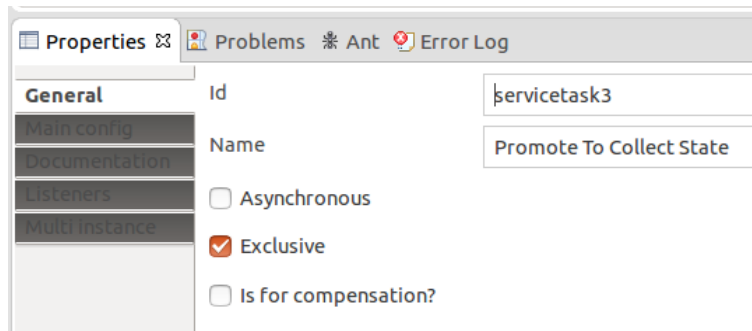 Properties Problems Ant Error Log
General
Main config
Documentation
Listeners
Multi instance
Id
servicetask3
Name
Promote To Collect State
Asynchronous
Exclusive
Is for compensation?